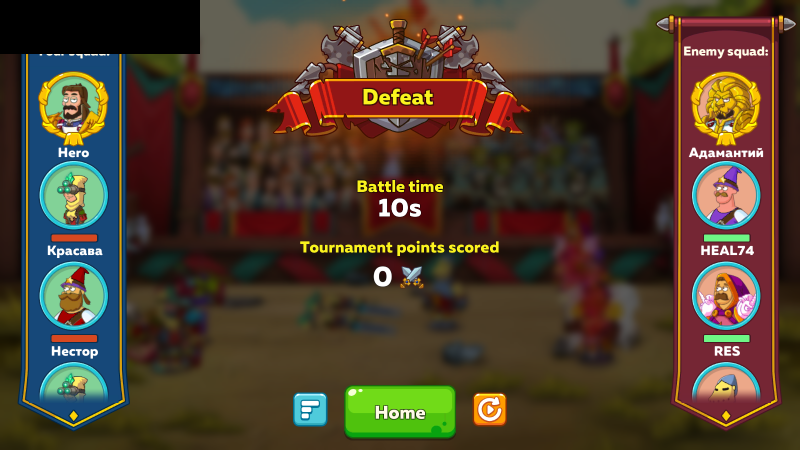 Enemy squad:
Defeat
Hero
Адамантий
Battle time
10s
Красава
HEAL74
Tournament points scored
0
Нестор
RES
Home